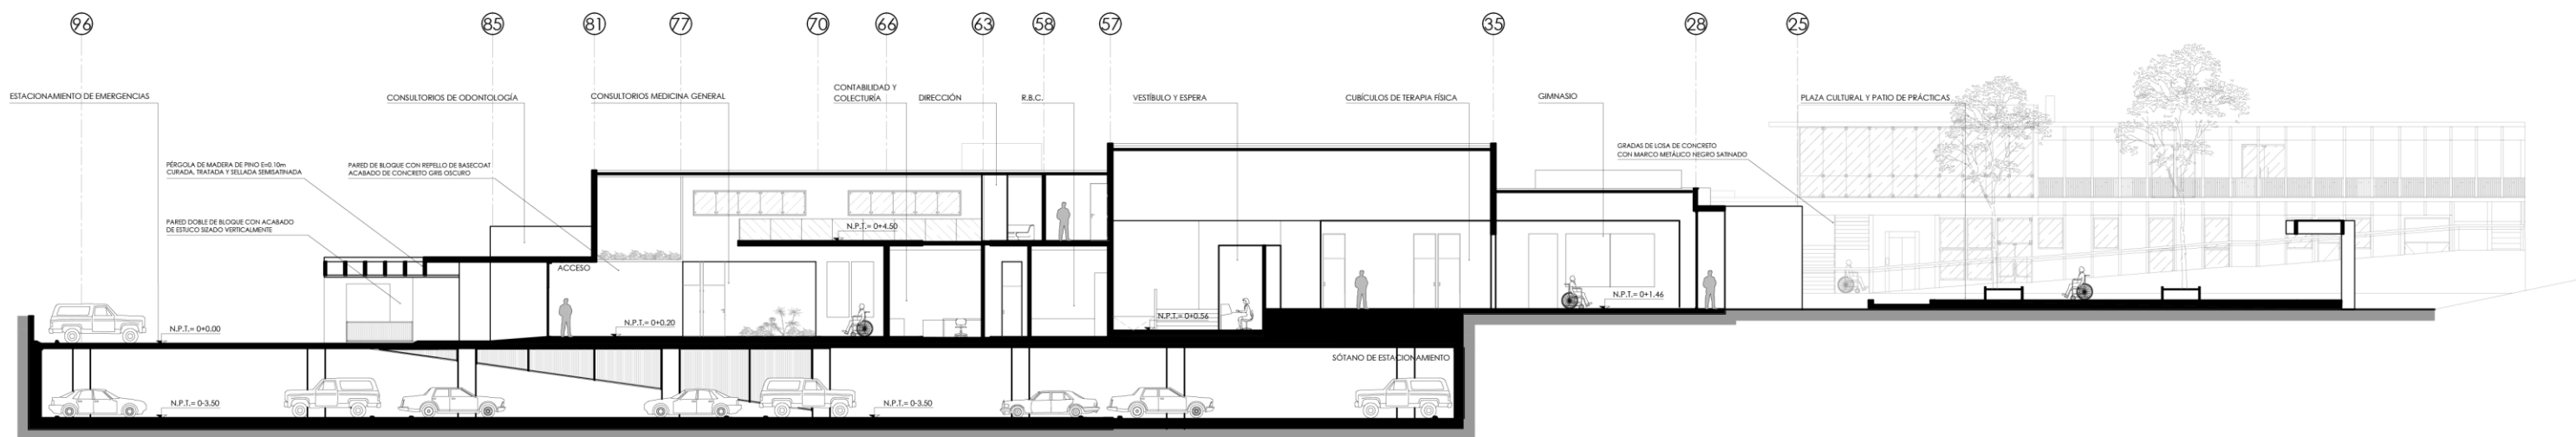 96
85
81
77
70
66
63
58
57
35
28
25
ESTACIONAMIENTO DE EMERGENCIAS
CONSULTORIOS DE ODONTOLOGÍA
CONSULTORIOS MEDICINA GENERAL
CONTABILIDAD Y
COLECTURÍA
DIRECCIÓN
R.B.C.
VESTÍBULO Y ESPERA
CUBÍCULOS DE TERAPIA FÍSICA
GIMNASIO
PLAZA CULTURAL Y PATIO DE PRÁCTICAS
PÉRGOLA DE MADERA DE PINO E=0.10m
CURADA, TRATADA Y SELLADA SEMISATINADA
PARED DE BLOQUE CON REPELLO DE BASECOAT
ACABADO DE CONCRETO GRIS OSCURO
GRADAS DE LOSA DE CONCRETO
CON MARCO METÁLICO NEGRO SATINADO
PARED DOBLE DE BLOQUE CON ACABADO
DE ESTUCO SIZADO VERTICALMENTE
N.P.T.= 0+4.50
ACCESO
N.P.T.= 0+1.46
N.P.T.= 0+0.56
N.P.T.= 0+0.20
N.P.T.= 0+0.00
SÓTANO DE ESTACIONAMIENTO
N.P.T.= 0-3.50
N.P.T.= 0-3.50